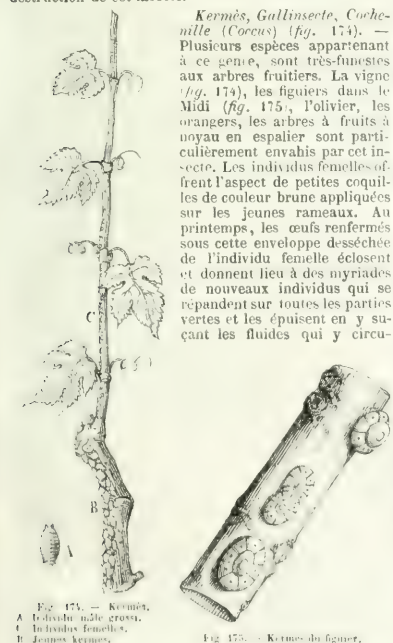 Kermès, Gallinsecte, Coche-
nille (Coccus) (fig. 174). —
Plusieurs espèces appartenant
à ce genre, sont très-funestes
aux arbres fruitiers. La vigne
(fig. 174), les figuiers dans le
Midi (fig. 175), l'olivier, les
orangers, les arbres à fruits à
noyau en espalier sont parti-
culièrement envahis par cet in-
secte. Les individus femelles of-
frent l'aspect de petites coquil-
les de couleur brune appliquées
sur les jeunes rameaux. Au
printemps, les œufs renfermés
sous cette enveloppe desséchée
de l'individu femelle éclosent
et donnent lieu à des myriades
de nouveaux individus qui se
répandent sur toutes les parties
vertes et les épuisent en y su-
çant les fluides qui y circu-
C
B
A
Fig. 174. — Kermès.
A Individu mâle grossi.
C Individus femelles.
B Jeunes kermès.
Fig. 175. — Kermès du figuier.